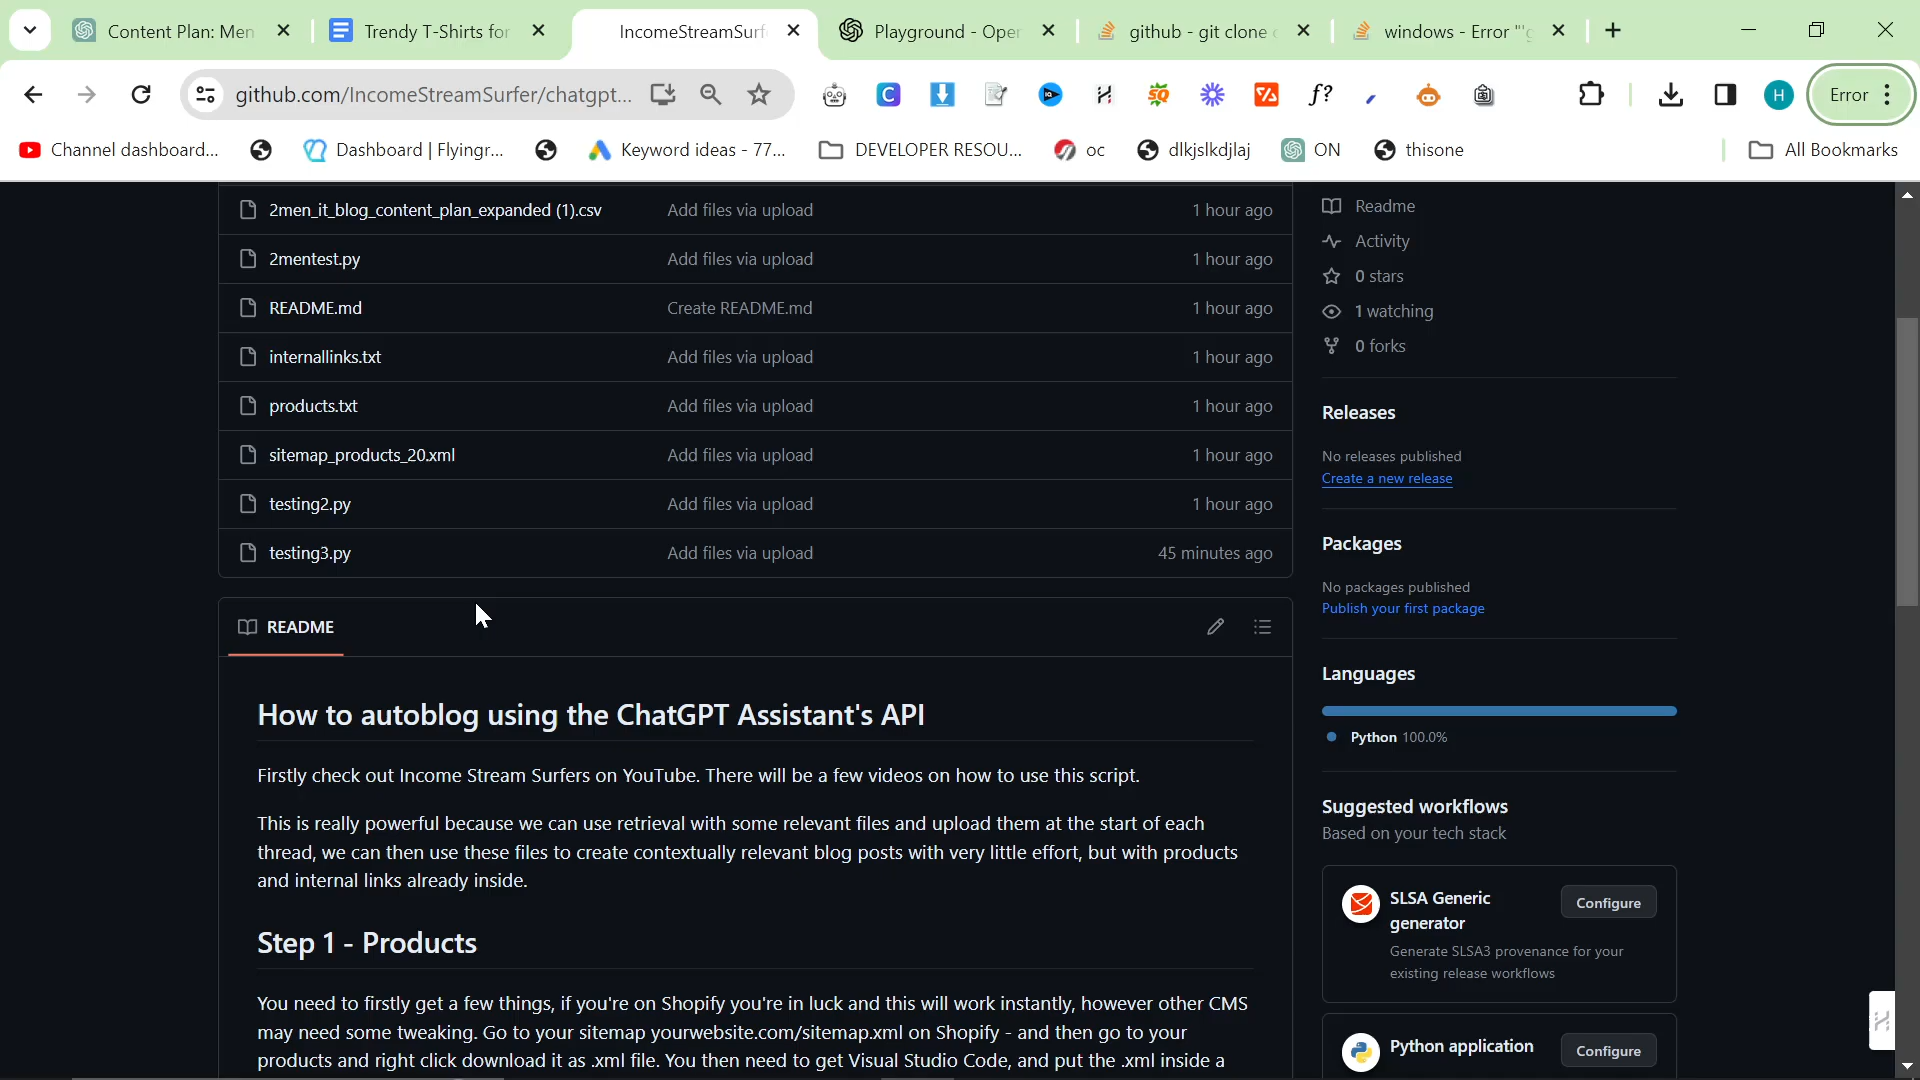 Content Plan: Men
Trendy T-Shirts for
IncomeStreamSurf
Playground - Open
github - git clone
windows - Error "'g
github.com/IncomeStreamSurfer/chatgpt...
Error
Channel dashboard...
Dashboard | Flyingr...
Keyword ideas - 77...
DEVELOPER RESOU...
oc
dlkjslkdjlaj
ON
thisone
All Bookmarks
2men_it_blog_content_plan_expanded (1).csv Add files via upload 1 hour ago
2mentest.py Add files via upload 1 hour ago
README.md Create README.md 1 hour ago
internallinks.txt Add files via upload 1 hour ago
products.txt Add files via upload 1 hour ago
sitemap_products_20.xml Add files via upload 1 hour ago
testing2.py Add files via upload 1 hour ago
testing3.py Add files via upload 45 minutes ago
README
How to autoblog using the ChatGPT Assistant's API
Firstly check out Income Stream Surfers on YouTube. There will be a few videos on how to use this script.
This is really powerful because we can use retrieval with some relevant files and upload them at the start of each
thread, we can then use these files to create contextually relevant blog posts with very little effort, but with products
and internal links already inside.
Step 1 - Products
You need to firstly get a few things, if you're on Shopify you're in luck and this will work instantly, however other CMS
may need some tweaking. Go to your sitemap yourwebsite.com/sitemap.xml on Shopify - and then go to your
products and right click download it as .xml file. You then need to get Visual Studio Code, and put the .xml inside a
Readme
Activity
0 stars
1 watching
0 forks
Releases
No releases published
Create a new release
Packages
No packages published
Publish your first package
Languages
Python 100.0%
Suggested workflows
Based on your tech stack
SLSA Generic
generator
Configure
Generate SLSA3 provenance for your
existing release workflows
Python application
Configure